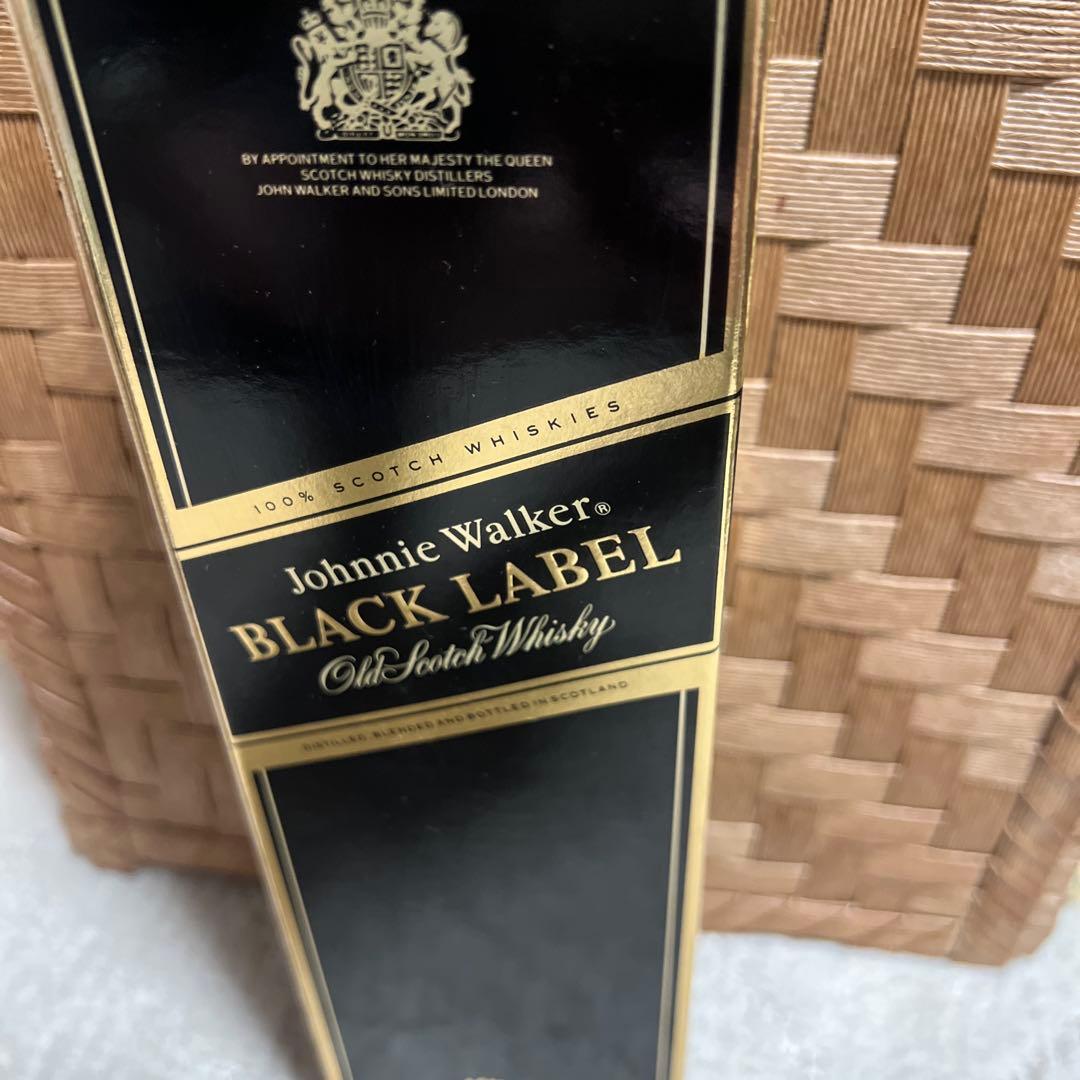 BY APPOINTMENT TO HER MAJESTY THE QUEEN
SCOTCH WHISKY DISTILLERS
JOHN WALKER AND SONS LIMITED LONDON
100% SCOTCH WHISKIES
Johnnie Walker®
BLACK LABEL
Old Scotch Whisky
DISTILLED, BLENDED AND BOTTLED IN SCOTLAND